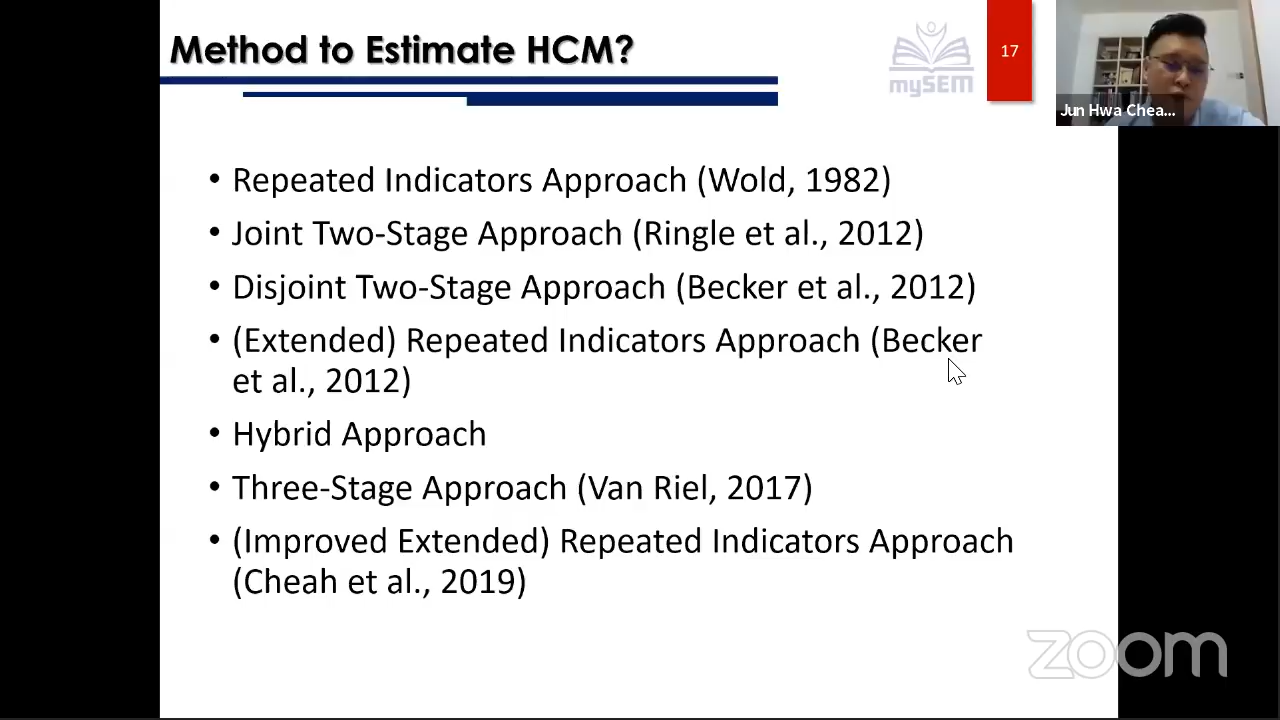 Method to Estimate HCM?
mySEM
17
Jun Hwa Chea...
• Repeated Indicators Approach (Wold, 1982)
• Joint Two-Stage Approach (Ringle et al., 2012)
• Disjoint Two-Stage Approach (Becker et al., 2012)
• (Extended) Repeated Indicators Approach (Becker
et al., 2012)
• Hybrid Approach
• Three-Stage Approach (Van Riel, 2017)
• (Improved Extended) Repeated Indicators Approach
(Cheah et al., 2019)
zoom